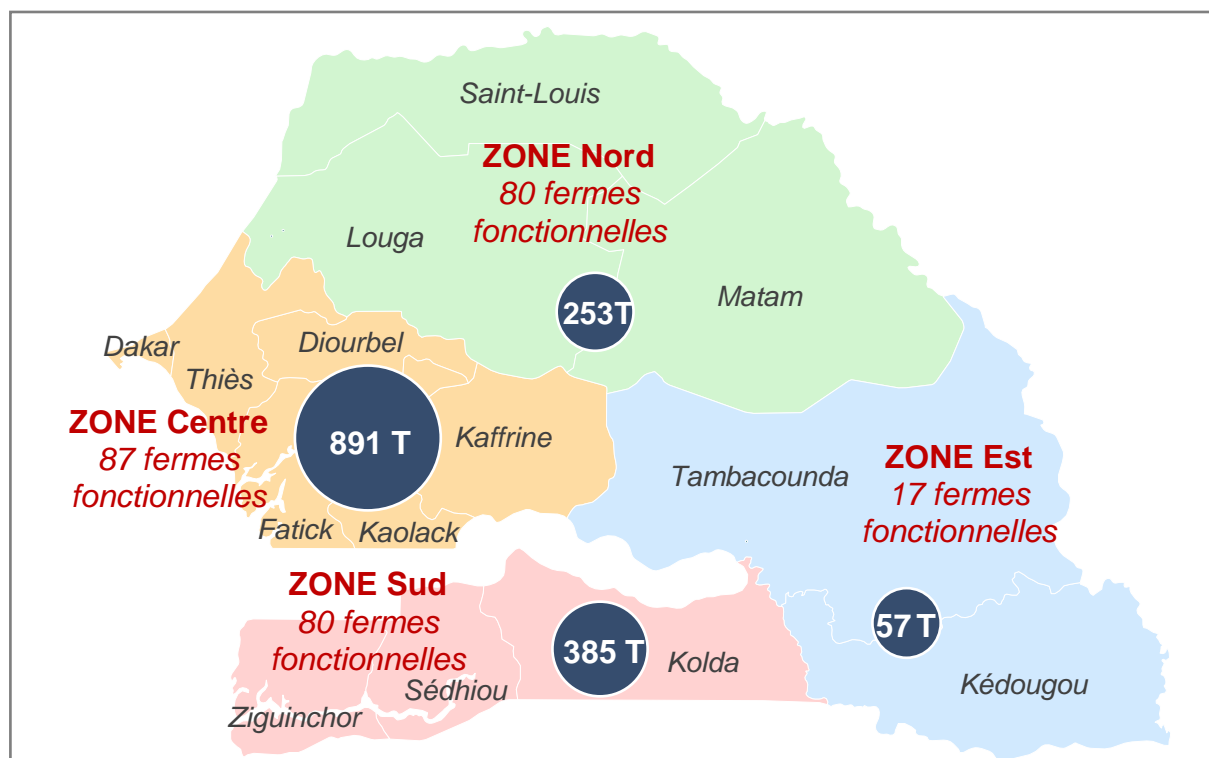 Saint-Louis
ZONE Nord
80 fermes
fonctionnelles
Louga
Matam
253T
Dakar
Diourbel
Thiès
ZONE Centre
87 fermes
fonctionnelles
891 T
Kaffrine
Fatick
Kaolack
Tambacounda
ZONE Est
17 fermes
fonctionnelles
57 T
Kédougou
ZONE Sud
80 fermes
fonctionnelles
385 T
Kolda
Sédhiou
Ziguinchor